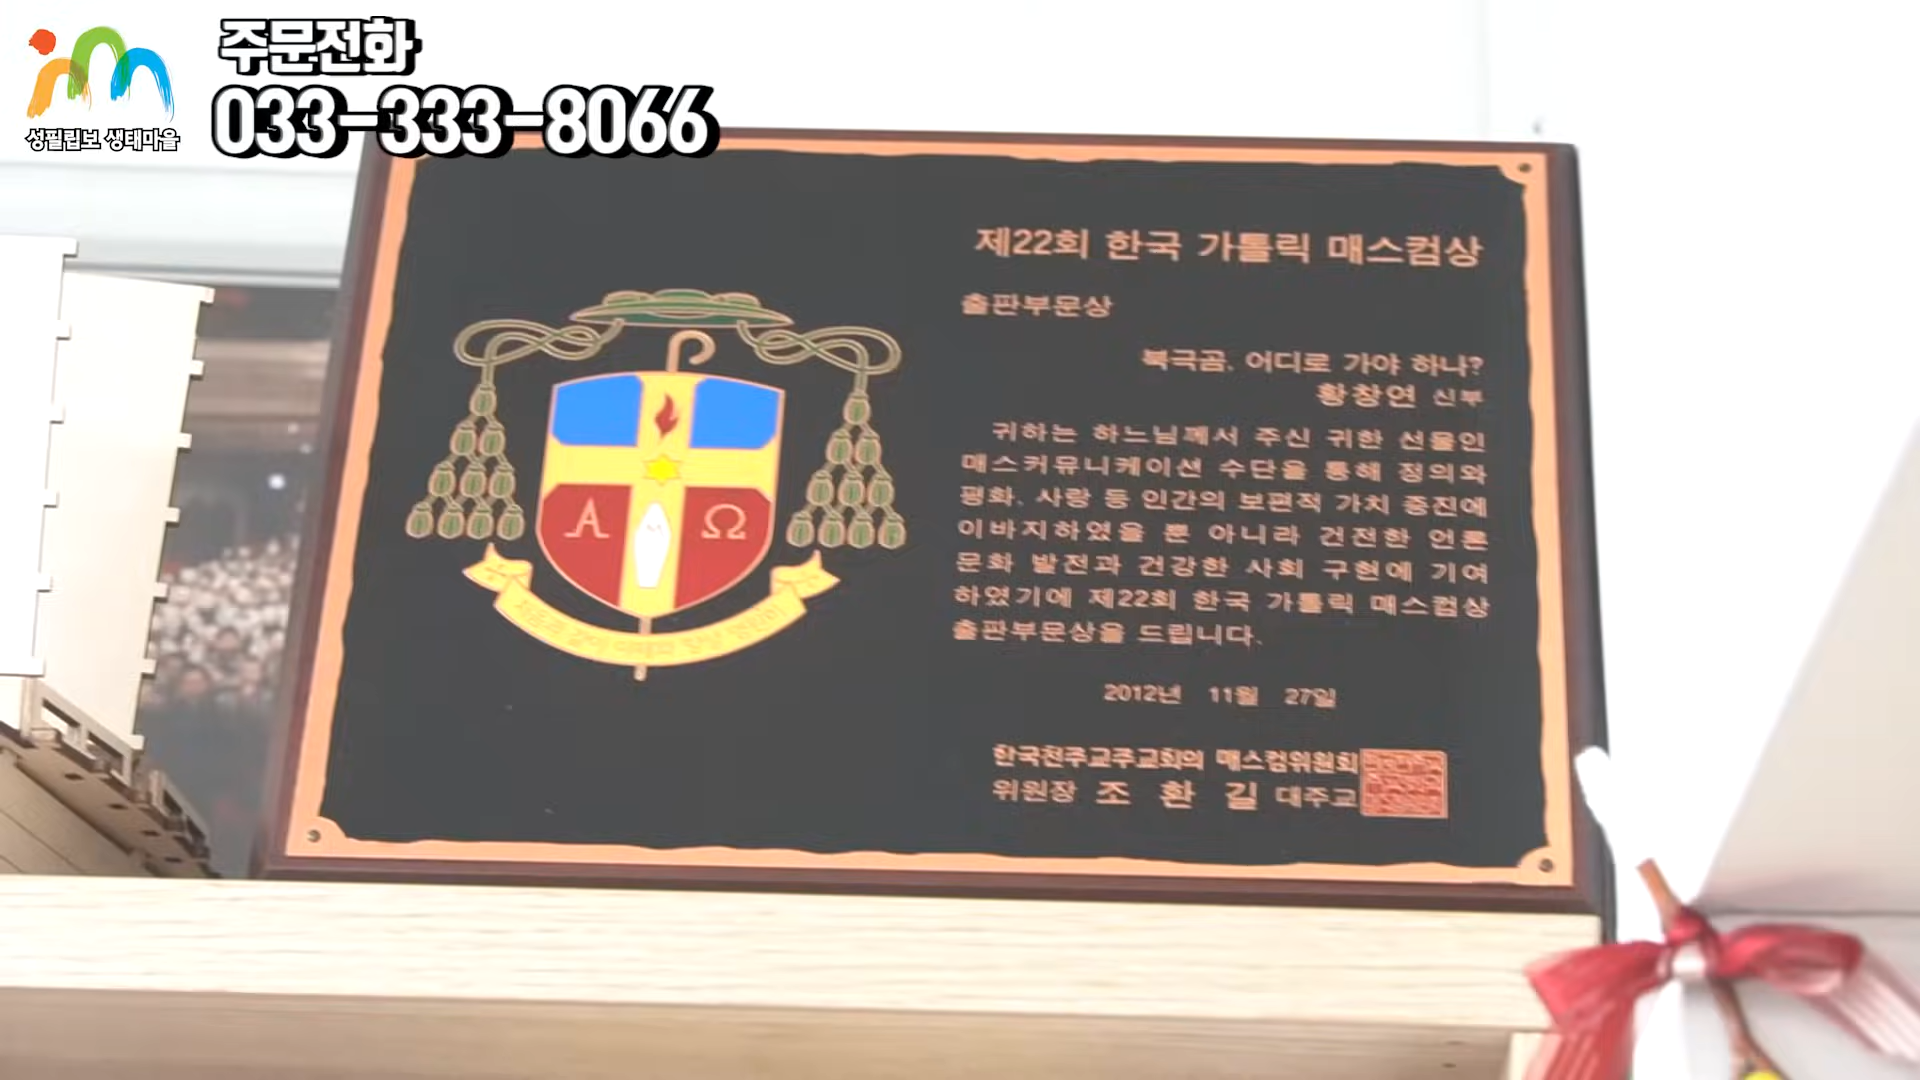 주문전화
033-333-8066
성필립보 생태마을
제22회 한국 가톨릭 매스컴상
출판부문상
북극곰, 어디로 가야 하나?
황창연 신부
귀하는 하느님께서 주신 귀한 선물인
매스커뮤니케이션 수단을 통해 정의와
평화, 사랑 등 인간의 보편적 가치 증진에
이바지하였을 뿐 아니라 건전한 언론
문화 발전과 건강한 사회 구현에 기여
하였기에 제22회 한국 가톨릭 매스컴상
출판부문상을 드립니다.
2012년 11월 27일
한국천주교주교회의 매스컴위원회
위원장 조 환 길 대주교
Α Ω